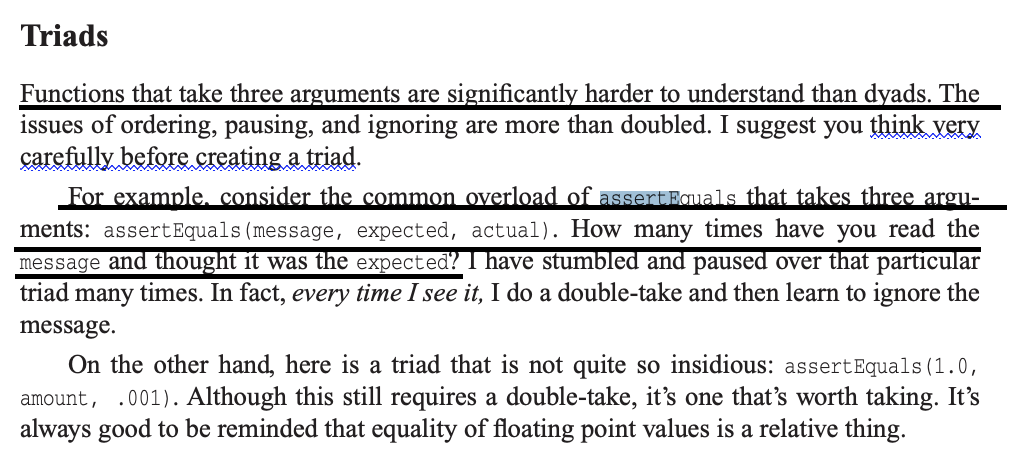 Triads
Functions that take three arguments are significantly harder to understand than dyads. The
issues of ordering, pausing, and ignoring are more than doubled. I suggest you think very
carefully before creating a triad.
For example, consider the common overload of assertEquals that takes three argu-
ments: assertEquals(message, expected, actual). How many times have you read the
message and thought it was the expected? I have stumbled and paused over that particular
triad many times. In fact, every time I see it, I do a double-take and then learn to ignore the
message.
On the other hand, here is a triad that is not quite so insidious: assertEquals(1.0,
amount, .001). Although this still requires a double-take, it’s one that’s worth taking. It’s
always good to be reminded that equality of floating point values is a relative thing.